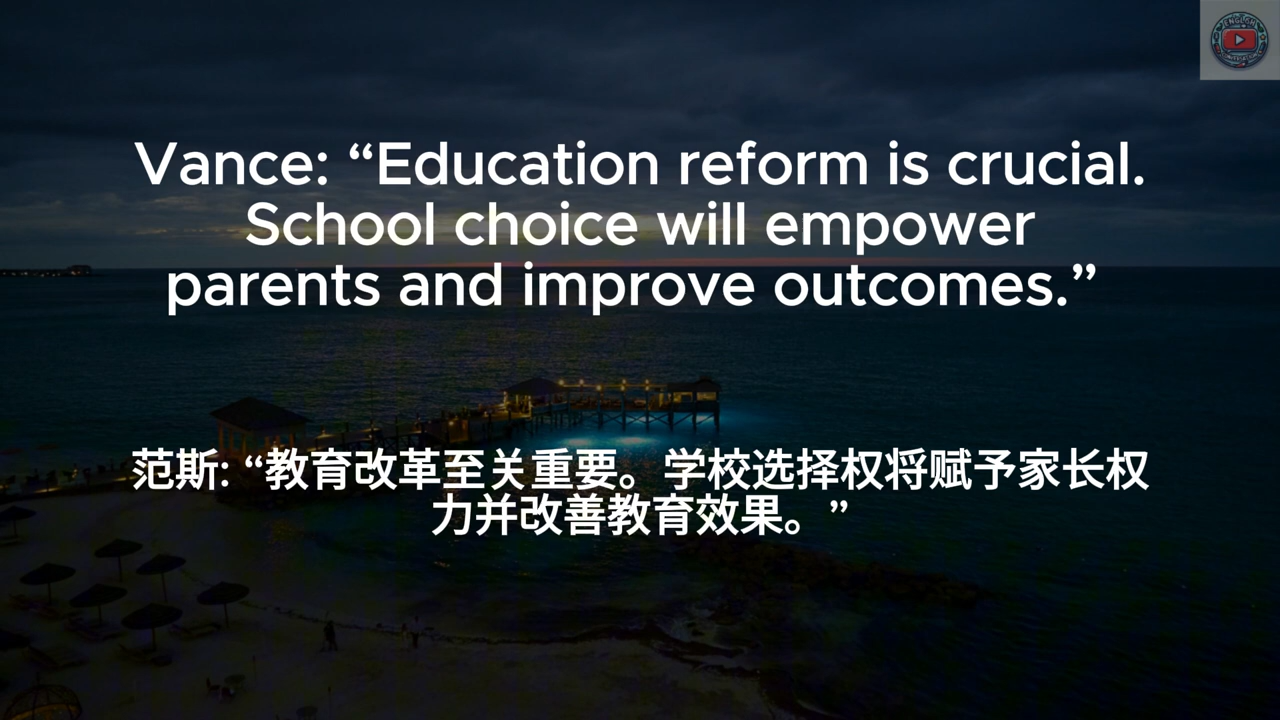 Vance: “Education reform is crucial.
School choice will empower
parents and improve outcomes.”
范斯: “教育改革至关重要。学校选择权将赋予家长权
力并改善教育效果。”
ENGLISH